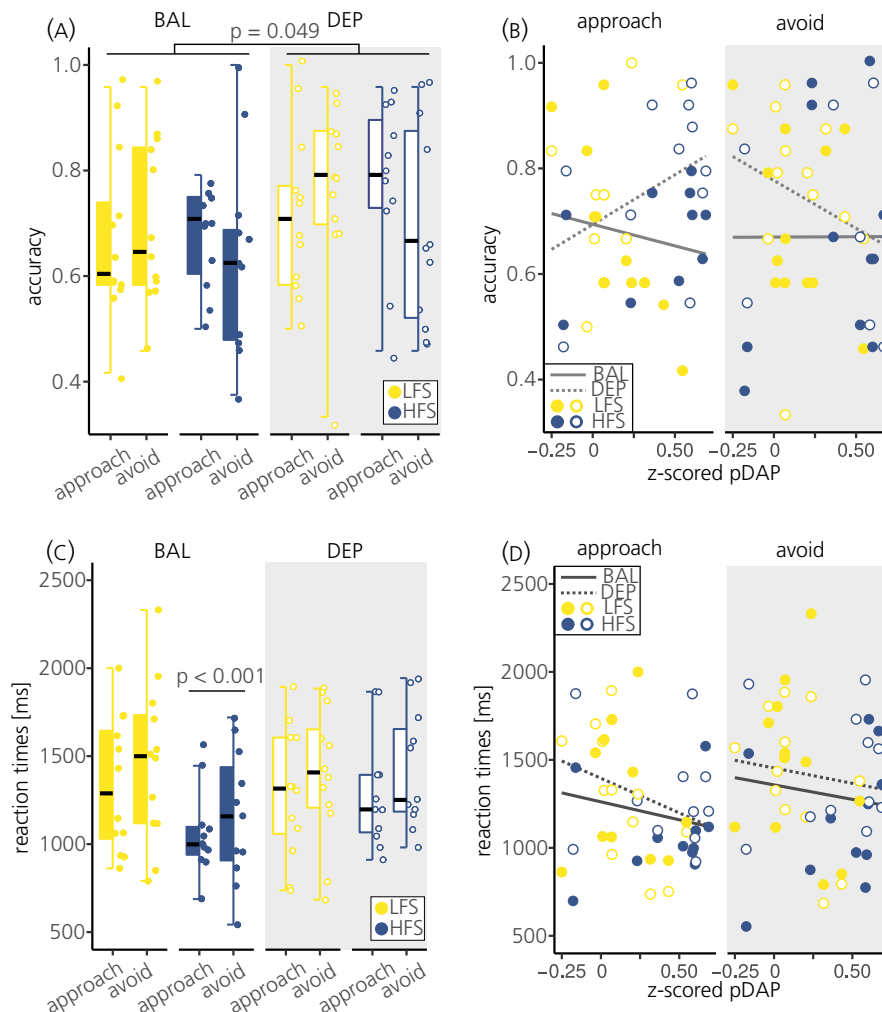 (A)
BAL
DEP
p = 0.049
accuracy
1.0
0.8
0.6
0.4
LFS
HFS
approach
avoid
approach
avoid
approach
avoid
approach
avoid
(B)
approach
avoid
accuracy
1.0
0.8
0.6
0.4
BAL
DEP
LFS
HFS
−0.25 0 0.50 −0.25 0 0.50
z-scored pDAP
(C)
BAL
DEP
reaction times [ms]
2500
2000
1500
1000
500
p < 0.001
LFS
HFS
approach
avoid
approach
avoid
approach
avoid
approach
avoid
(D)
approach
avoid
reaction times [ms]
2500
2000
1500
1000
400
BAL
DEP
LFS
HFS
−0.25 0 0.50 −0.25 0 0.50
z-scored pDAP